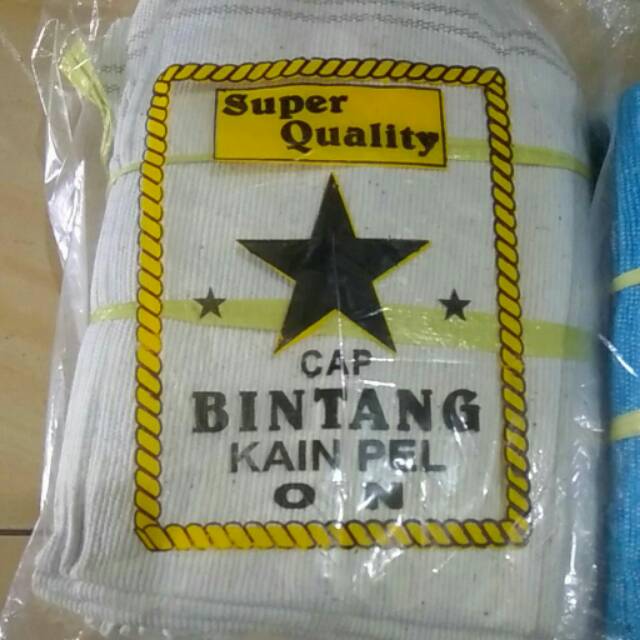 Super
Quality
CAP
BINTANG
KAIN PEL
O N